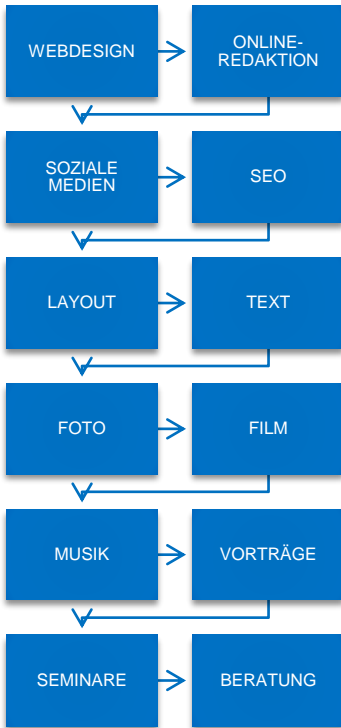 WEBDESIGN
ONLINE-
REDAKTION
SOZIALE
MEDIEN
SEO
LAYOUT
TEXT
FOTO
FILM
MUSIK
VORTRÄGE
SEMINARE
BERATUNG